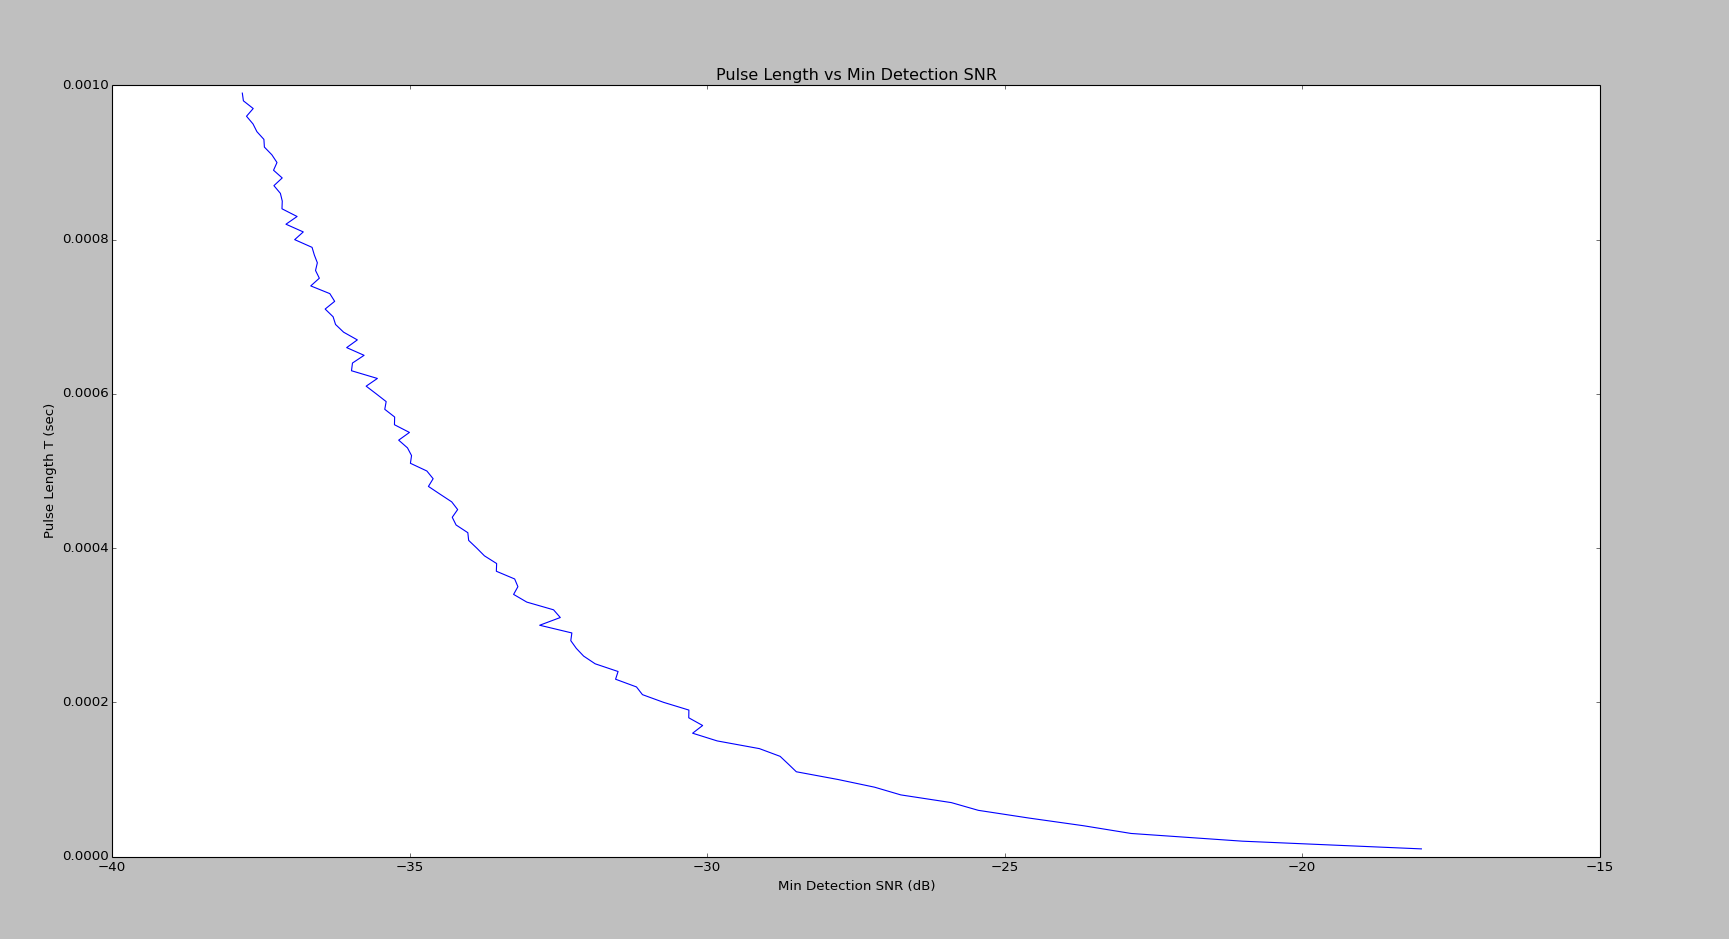 Pulse Length vs Min Detection SNR
0.0010
0.0008
0.0006
0.0004
0.0002
0.0000
Pulse Length T (sec)
−40 −35 −30 −25 −20 −15
Min Detection SNR (dB)